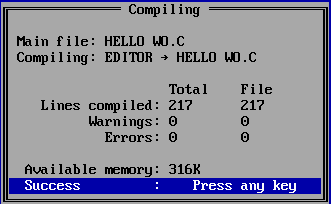 Compiling
Main file: HELLO WO.C
Compiling: EDITOR → HELLO WO.C
Total File
Lines compiled: 217 217
Warnings: 0 0
Errors: 0 0
Available memory: 316K
Success : Press any key